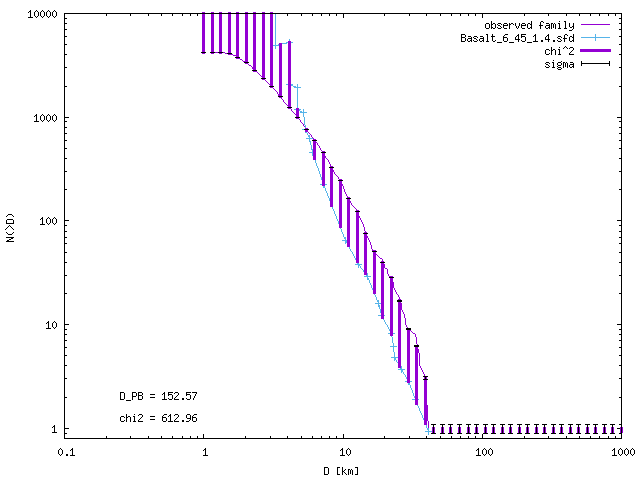 10000
1000
100
10
1
0.1 1 10 100 1000
N(>D)
D [km]
observed family
Basalt_6_45_1.4.sfd
chi^2
sigma
D_PB = 152.57
chi2 = 612.96